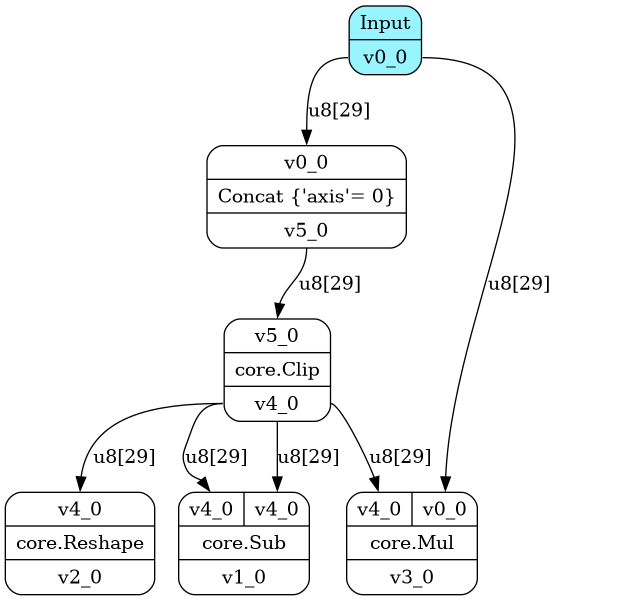 Input
v0_0
u8[29]
v0_0
Concat {'axis'= 0}
v5_0
u8[29]
u8[29]
v5_0
core.Clip
v4_0
u8[29]
u8[29]
u8[29]
u8[29]
v4_0
core.Reshape
v2_0
v4_0
v4_0
core.Sub
v1_0
v4_0
v0_0
core.Mul
v3_0